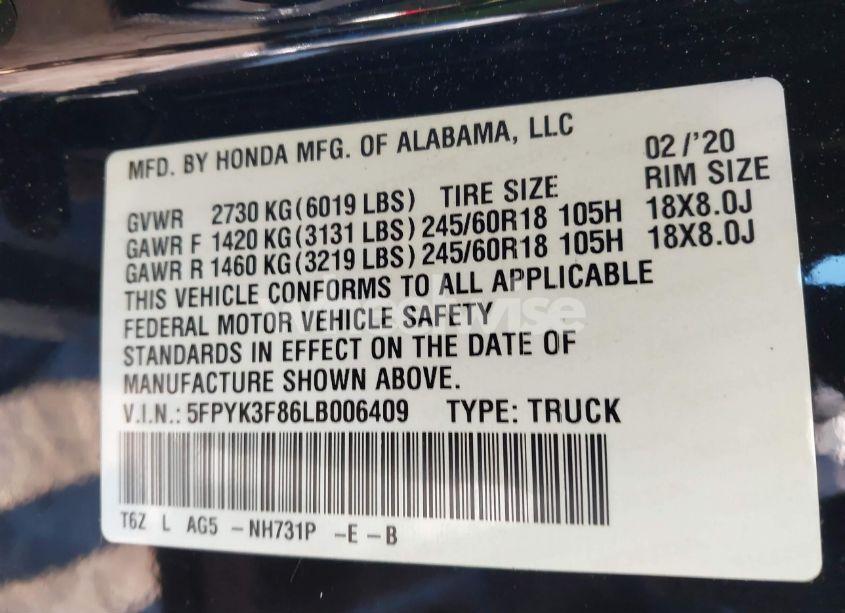 MFD. BY HONDA MFG. OF ALABAMA, LLC 02/'20
GVWR 2730 KG(6019 LBS) TIRE SIZE RIM SIZE
GAWR F 1420 KG(3131 LBS) 245/60R18 105H 18X8.0J
GAWR R 1460 KG(3219 LBS) 245/60R18 105H 18X8.0J
THIS VEHICLE CONFORMS TO ALL APPLICABLE
FEDERAL MOTOR VEHICLE SAFETY
STANDARDS IN EFFECT ON THE DATE OF
MANUFACTURE SHOWN ABOVE.
V.I.N.: 5FPYK3F86LB006409 TYPE: TRUCK
T6Z L AG5 -NH731P -E -B